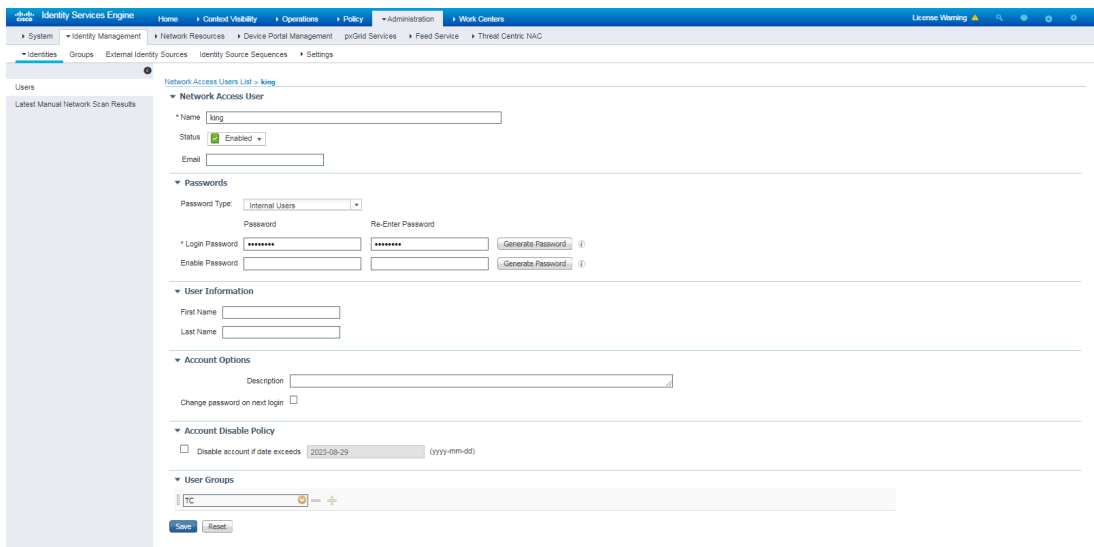 cisco Identity Services Engine Home Context Visibility Operations Policy Administration Work Centers License Warning
System Identity Management Network Resources Device Portal Management pxGrid Services Feed Service Threat Centric NAC
Identities Groups External Identity Sources Identity Source Sequences Settings
Users
Latest Manual Network Scan Results
Network Access Users List > king
Network Access User
* Name king
Status Enabled
Email
Passwords
Password Type: Internal Users
Password Re-Enter Password
* Login Password •••••••• •••••••• Generate Password i
Enable Password Generate Password i
User Information
First Name
Last Name
Account Options
Description
Change password on next login
Account Disable Policy
Disable account if date exceeds 2023-08-29 (yyyy-mm-dd)
User Groups
TC
Save Reset